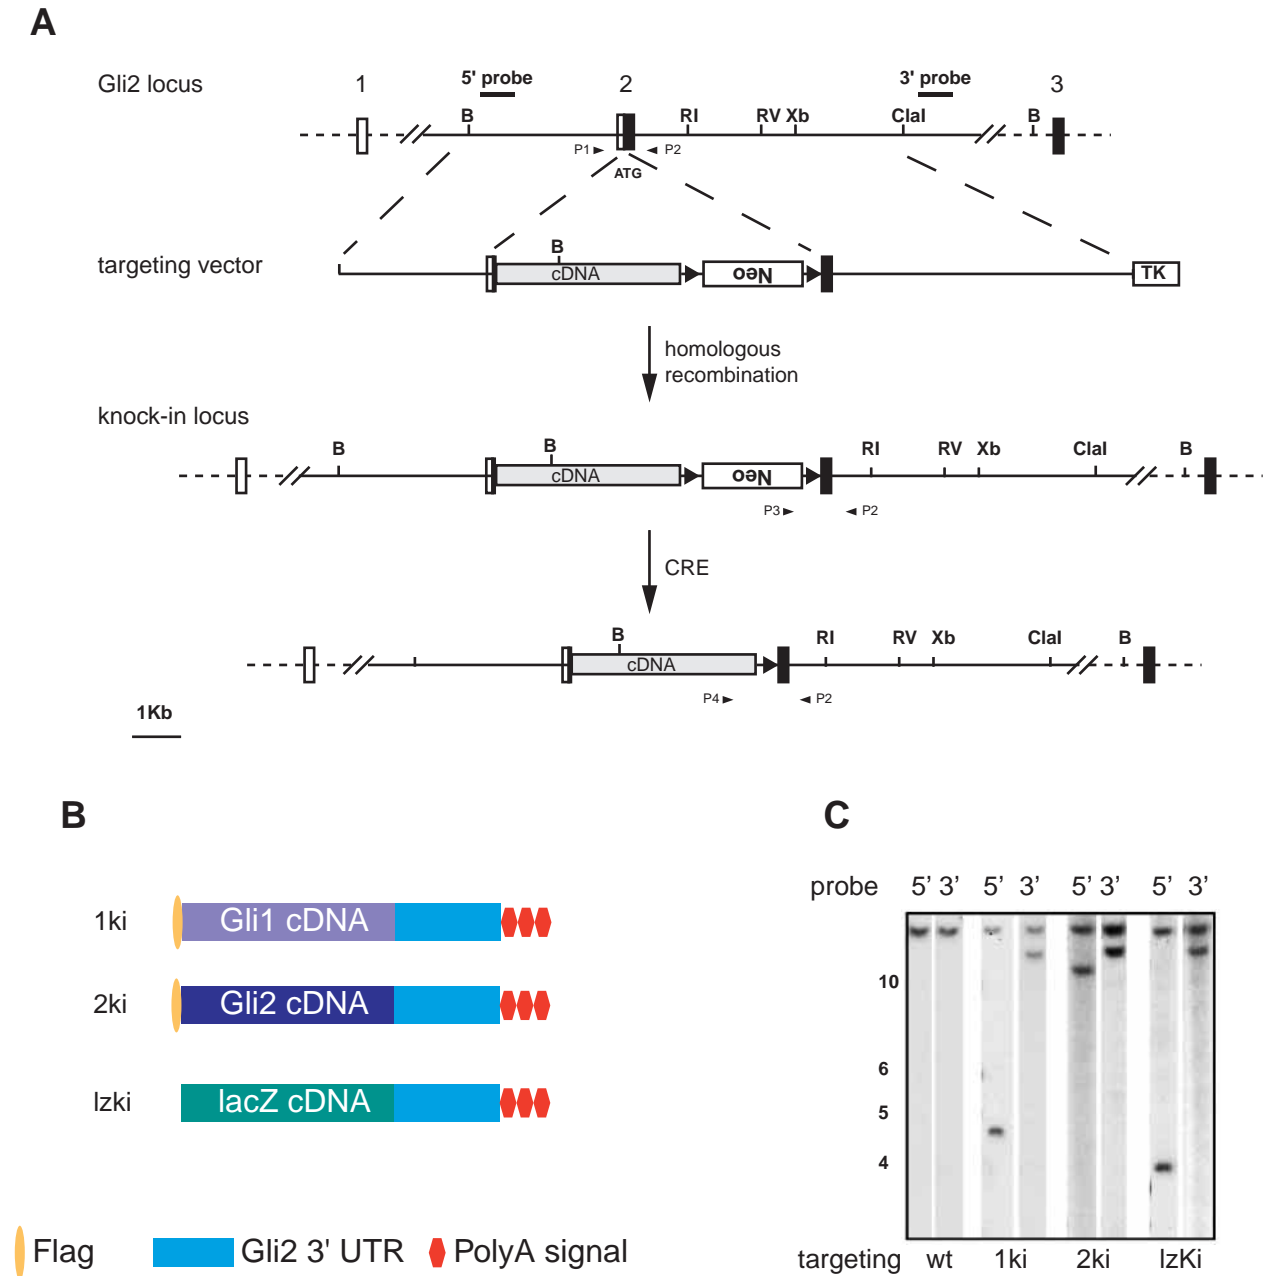 A
Gli2 locus
1
5' probe
2
3' probe
3
B
RI
RV
Xb
ClaI
B
P1
P2
ATG
targeting vector
B
cDNA
Neo
TK
homologous
recombination
knock-in locus
B
B
cDNA
Neo
RI
RV
Xb
ClaI
B
P3
P2
CRE
B
cDNA
RI
RV
Xb
ClaI
B
P4
P2
1Kb
B
1ki
Gli1 cDNA
2ki
Gli2 cDNA
lzki
lacZ cDNA
Flag
Gli2 3' UTR
PolyA signal
C
probe
5’ 3’ 5’ 3’ 5’ 3’ 5’ 3’
10
6
5
4
targeting wt 1ki 2ki lzKi